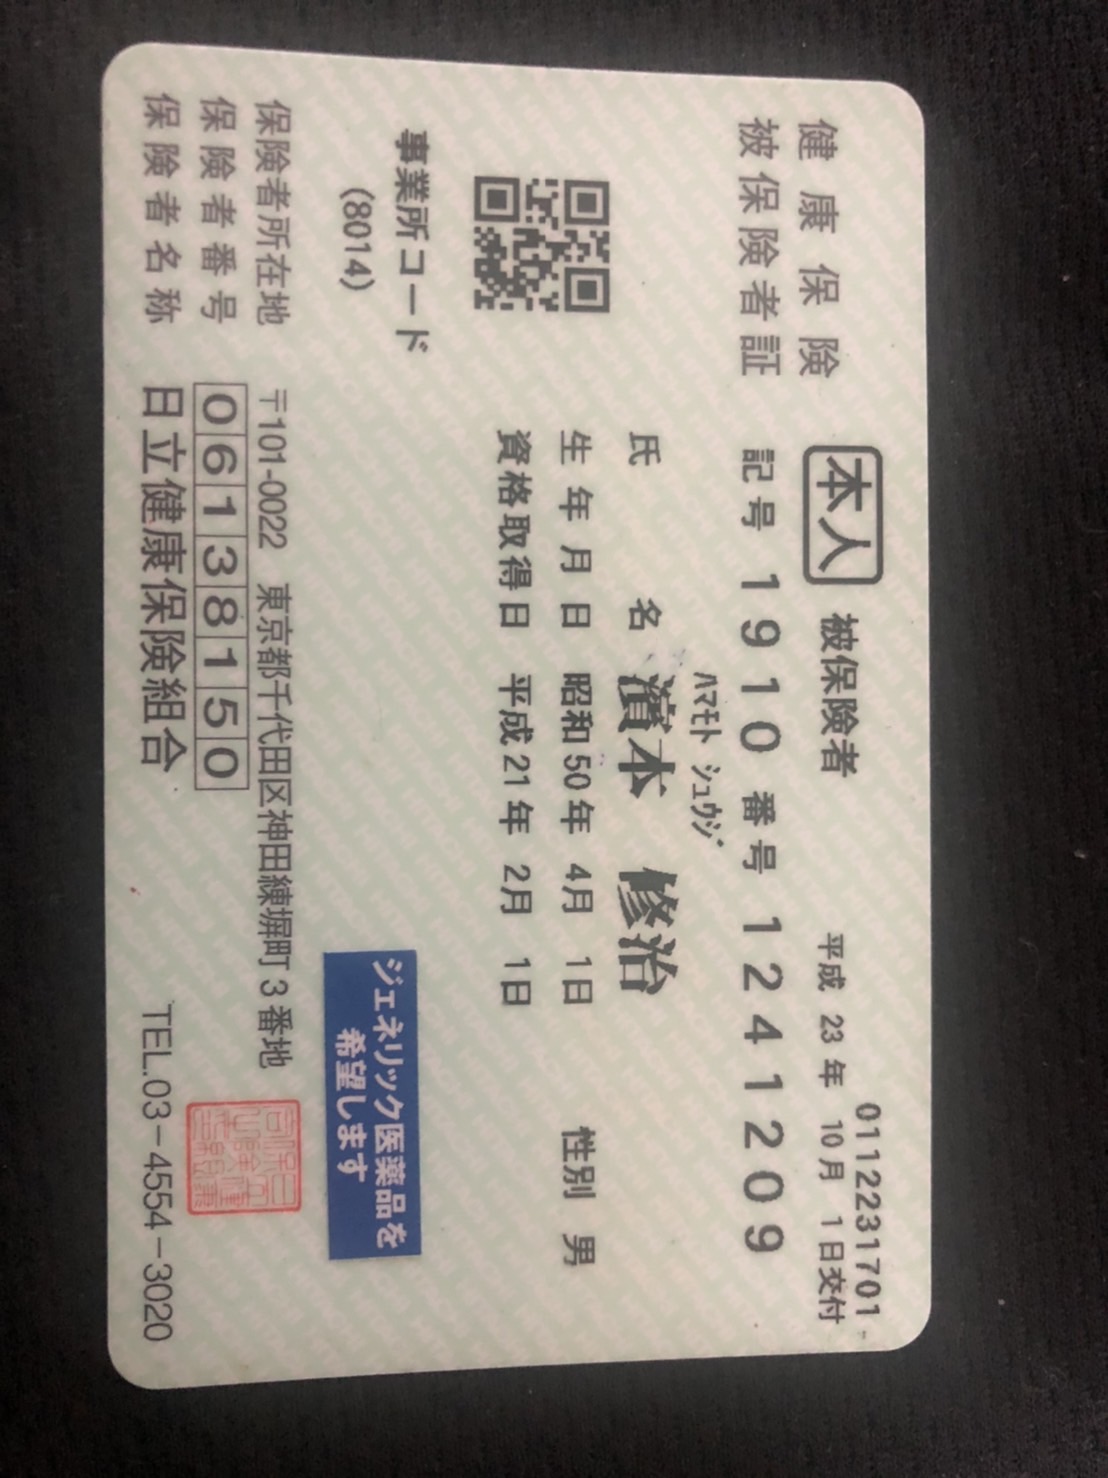 0112231701
健康保険
被保険者証
本人 被保険者 平成 23年 10月 1日交付
記号 1910 番号 12441209
ﾊﾏﾓﾄ ｼｭｳｼﾞ
氏 名 濵本 修治
生年月日 昭和50年 4月 1日 性別 男
資格取得日 平成21年 2月 1日
事業所コード
(8014)
ジェネリック医薬品を
希望します
保険者所在地 〒101-0022 東京都千代田区神田練塀町3番地
保険者番号 06138150
保険者名称 日立健康保険組合 TEL.03-4554-3020